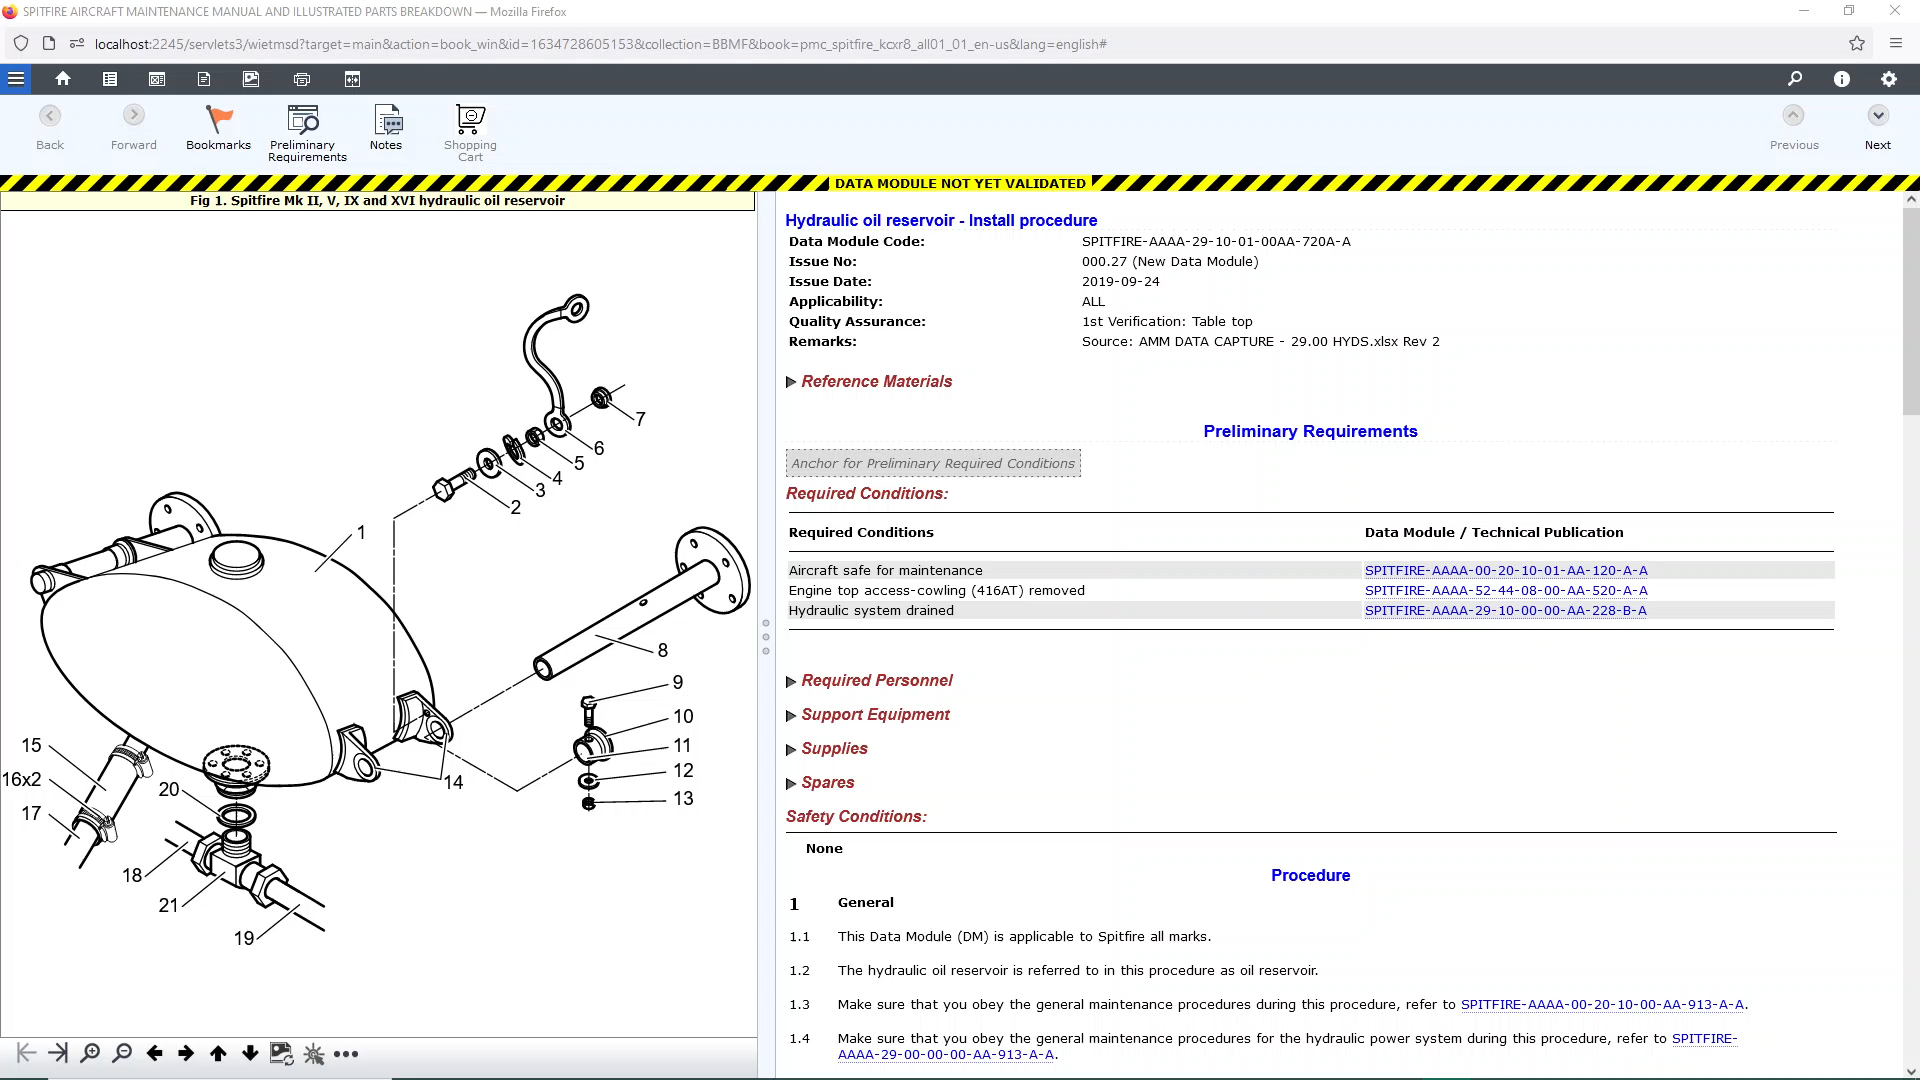 SPITFIRE AIRCRAFT MAINTENANCE MANUAL AND ILLUSTRATED PARTS BREAKDOWN — Mozilla Firefox
localhost:2245/servlets3/wietmsd?target=main&action=book_win&id=1634728605153&collection=BBMF&book=pmc_spitfire_kcxr8_all01_01_en-us&lang=english#
Back
Forward
Bookmarks
Preliminary
Requirements
Notes
Shopping
Cart
Previous
Next
DATA MODULE NOT YET VALIDATED
Fig 1. Spitfire Mk II, V, IX and XVI hydraulic oil reservoir
7
6
5
4
3
2
1
8
9
10
11
12
13
14
15
16x2
17
20
18
21
19
Hydraulic oil reservoir - Install procedure
Data Module Code: SPITFIRE-AAAA-29-10-01-00AA-720A-A
Issue No: 000.27 (New Data Module)
Issue Date: 2019-09-24
Applicability: ALL
Quality Assurance: 1st Verification: Table top
Remarks: Source: AMM DATA CAPTURE - 29.00 HYDS.xlsx Rev 2
Reference Materials
Preliminary Requirements
Anchor for Preliminary Required Conditions
Required Conditions:
Required Conditions Data Module / Technical Publication
Aircraft safe for maintenance SPITFIRE-AAAA-00-20-10-01-AA-120-A-A
Engine top access-cowling (416AT) removed SPITFIRE-AAAA-52-44-08-00-AA-520-A-A
Hydraulic system drained SPITFIRE-AAAA-29-10-00-00-AA-228-B-A
Required Personnel
Support Equipment
Supplies
Spares
Safety Conditions:
None
Procedure
1 General
1.1 This Data Module (DM) is applicable to Spitfire all marks.
1.2 The hydraulic oil reservoir is referred to in this procedure as oil reservoir.
1.3 Make sure that you obey the general maintenance procedures during this procedure, refer to SPITFIRE-AAAA-00-20-10-00-AA-913-A-A.
1.4 Make sure that you obey the general maintenance procedures for the hydraulic power system during this procedure, refer to SPITFIRE-
AAAA-29-00-00-00-AA-913-A-A.